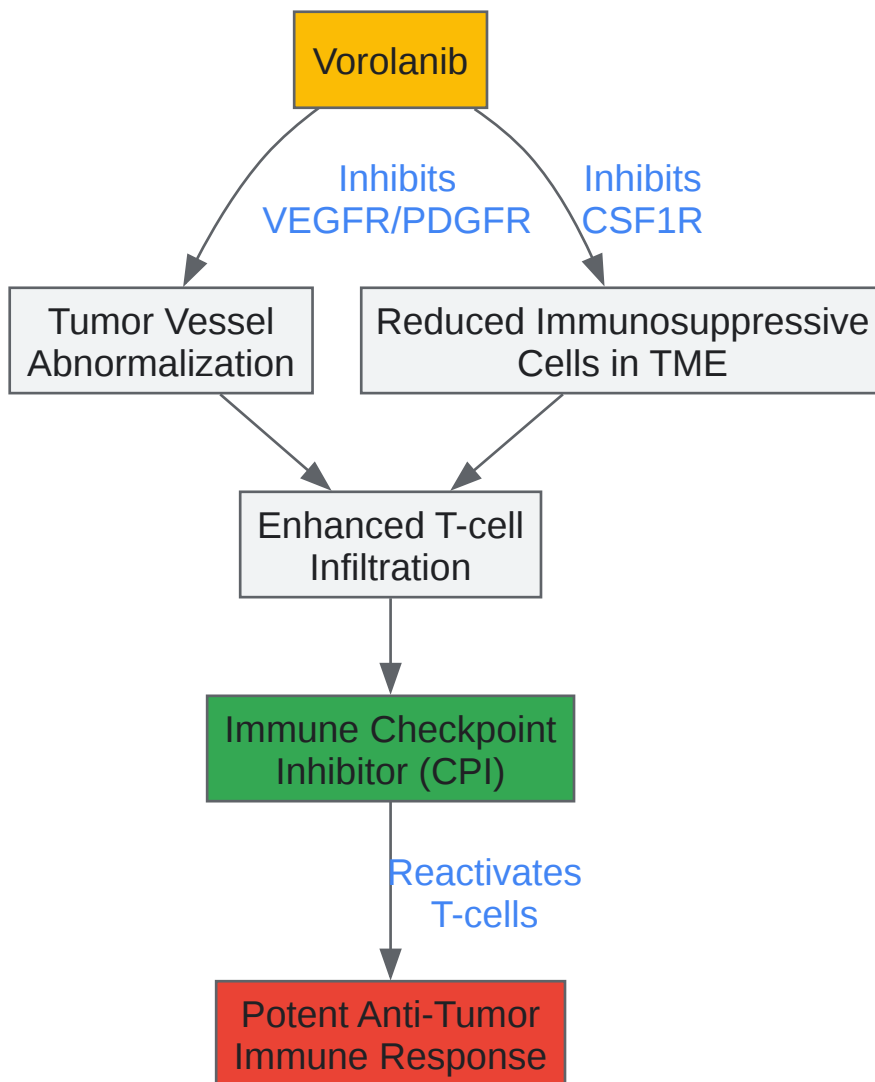 Vorolanib
Inhibits
VEGFR/PDGFR
Inhibits
CSF1R
Tumor Vessel
Abnormalization
Reduced Immunosuppressive
Cells in TME
Enhanced T-cell
Infiltration
Immune Checkpoint
Inhibitor (CPI)
Reactivates
T-cells
Potent Anti-Tumor
Immune Response